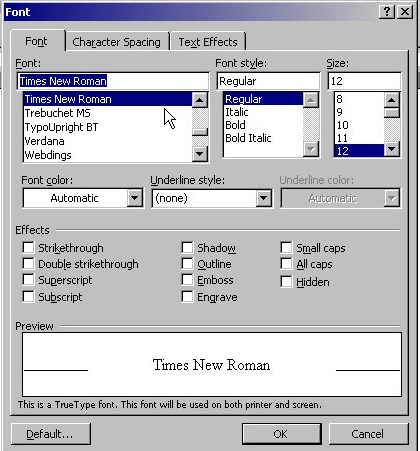 Font
Font
Character Spacing
Text Effects
Font:
Font style:
Size:
Times New Roman
Regular
12
Times New Roman
Trebuchet MS
TypoUpright BT
Verdana
Webdings
Regular
Italic
Bold
Bold Italic
8
9
10
11
12
Font color:
Underline style:
Underline color:
Automatic
(none)
Automatic
Effects
Strikethrough
Double strikethrough
Superscript
Subscript
Shadow
Outline
Emboss
Engrave
Small caps
All caps
Hidden
Preview
Times New Roman
This is a TrueType font. This font will be used on both printer and screen.
Default...
OK
Cancel